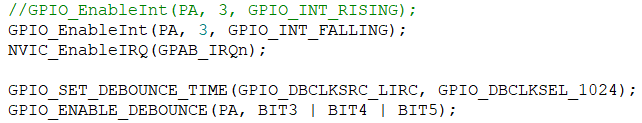 //GPIO_EnableInt(PA, 3, GPIO_INT_RISING);
GPIO_EnableInt(PA, 3, GPIO_INT_FALLING);
NVIC_EnableIRQ(GPAB_IRQn);
GPIO_SET_DEBOUNCE_TIME(GPIO_DBCLKSRC_LIRC, GPIO_DBCLKSEL_1024);
GPIO_ENABLE_DEBOUNCE(PA, BIT3 | BIT4 | BIT5);